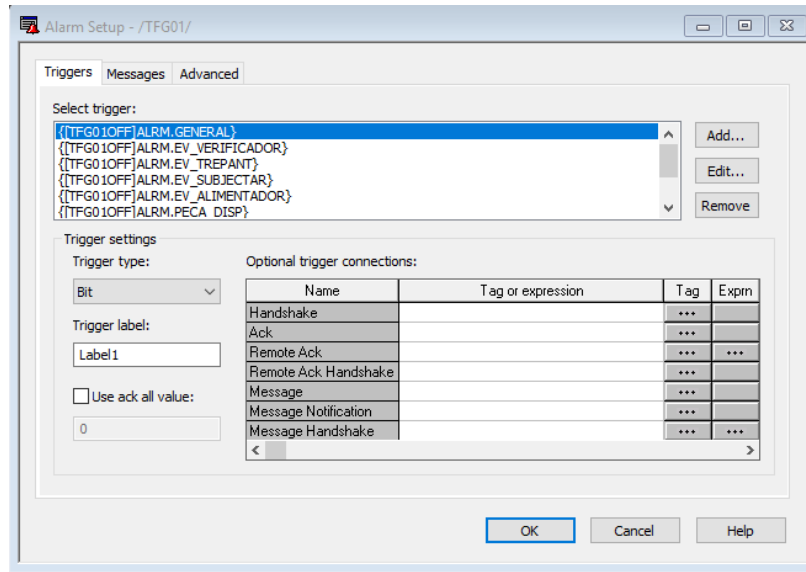 Alarm Setup - /TFG01/
Triggers Messages Advanced
Select trigger:
{[TFG01OFF]ALRM.GENERAL}
{[TFG01OFF]ALRM.EV_VERIFICADOR}
{[TFG01OFF]ALRM.EV_TREPANT}
{[TFG01OFF]ALRM.EV_SUBJECTAR}
{[TFG01OFF]ALRM.EV_ALIMENTADOR}
{[TFG01OFF]ALRM.PECA_DISP}
Add...
Edit...
Remove
Trigger settings
Trigger type:
Bit
Trigger label:
Label1
Use ack all value:
0
Optional trigger connections:
Name Tag or expression Tag Exprn
Handshake ...
Ack ...
Remote Ack ... ...
Remote Ack Handshake ...
Message ...
Message Notification ...
Message Handshake ... ...
OK Cancel Help